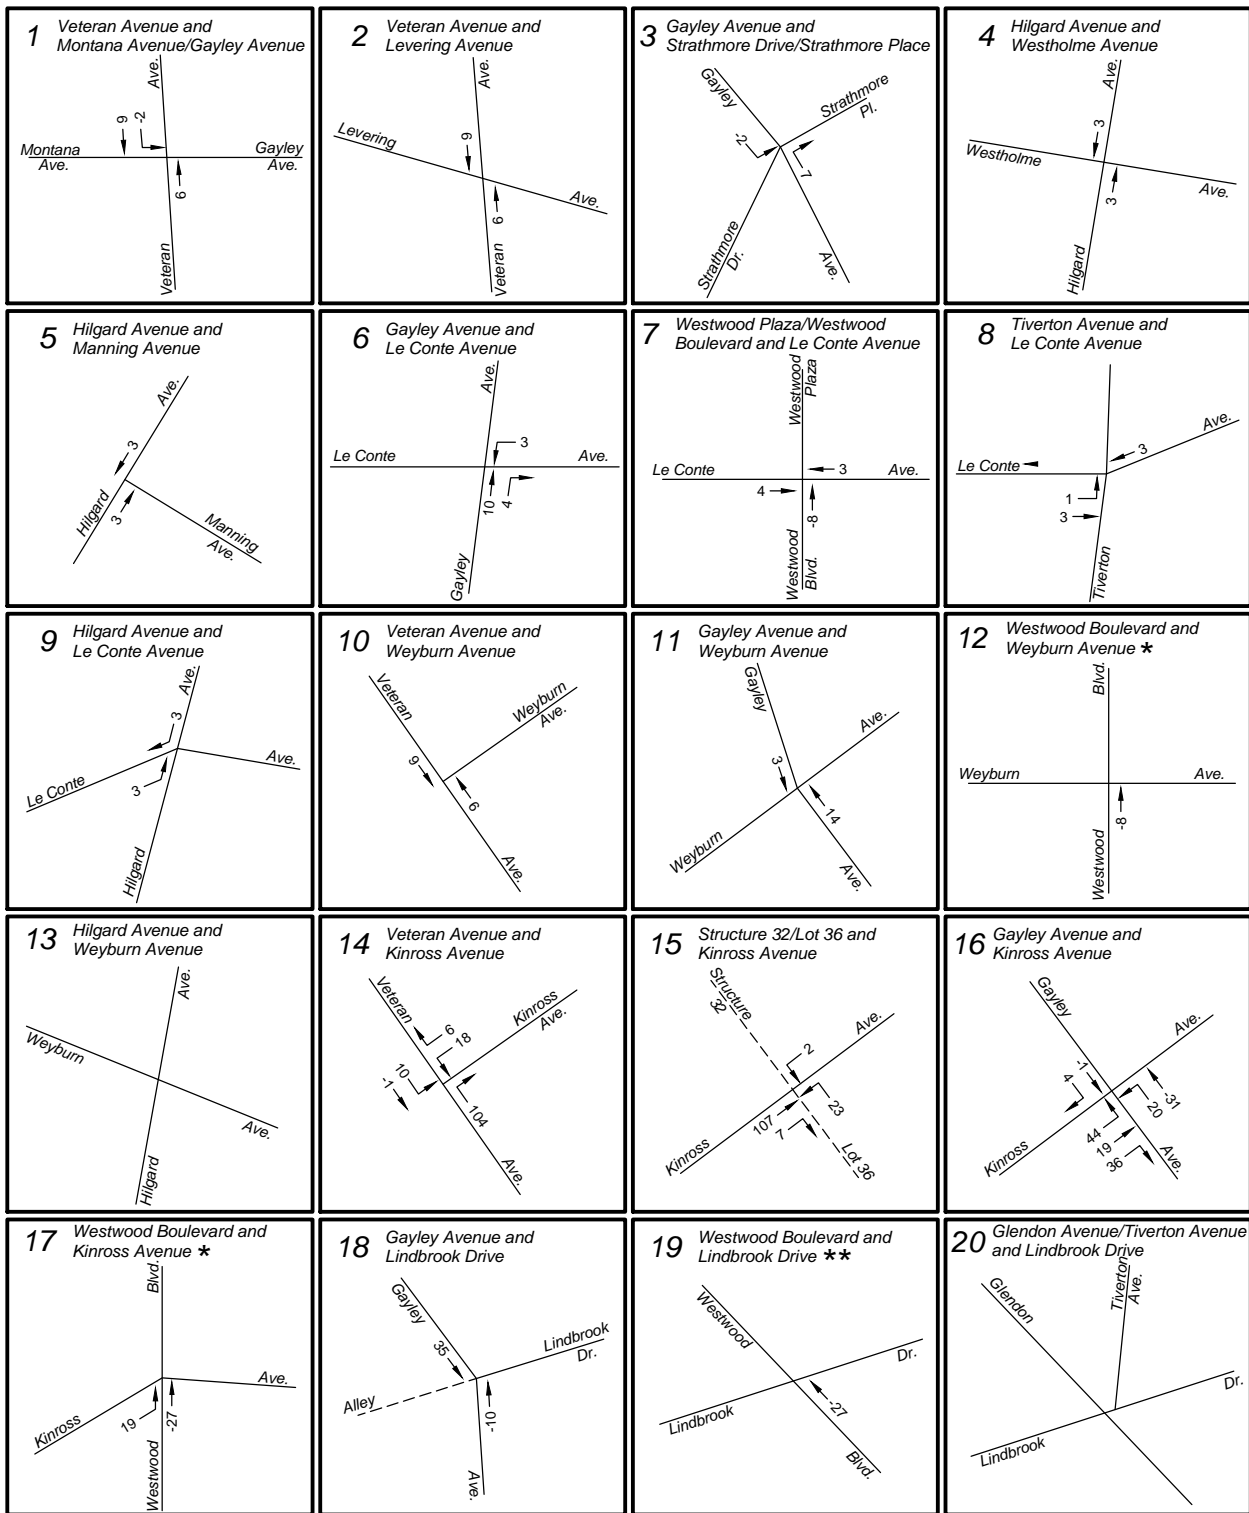 1 Veteran Avenue and
Montana Avenue/Gayley Avenue
Ave.
9
-2
Montana
Ave.
Gayley
Ave.
6
Veteran
2 Veteran Avenue and
Levering Avenue
Ave.
Levering
9
Ave.
6
Veteran
3 Gayley Avenue and
Strathmore Drive/Strathmore Place
Gayley
Strathmore
Pl.
-2
7
Strathmore
Dr.
Ave.
4 Hilgard Avenue and
Westholme Avenue
Ave.
3
Westholme
Ave.
3
Hilgard
5 Hilgard Avenue and
Manning Avenue
Ave.
3
Hilgard
3
Manning
Ave.
6 Gayley Avenue and
Le Conte Avenue
Ave.
3
Le Conte
Ave.
10
4
Gayley
7 Westwood Plaza/Westwood
Boulevard and Le Conte Avenue
Westwood
Plaza
3
Le Conte
Ave.
4
-8
Westwood
Blvd.
8 Tiverton Avenue and
Le Conte Avenue
Ave.
3
Le Conte
1
3
Tiverton
9 Hilgard Avenue and
Le Conte Avenue
Ave.
3
Ave.
Le Conte
3
Hilgard
10 Veteran Avenue and
Weyburn Avenue
Veteran
Weyburn
Ave.
9
6
Ave.
11 Gayley Avenue and
Weyburn Avenue
Gayley
Ave.
3
14
Weyburn
Ave.
12 Westwood Boulevard and
Weyburn Avenue *
Blvd.
Weyburn
Ave.
-8
Westwood
13 Hilgard Avenue and
Weyburn Avenue
Ave.
Weyburn
Ave.
Hilgard
14 Veteran Avenue and
Kinross Avenue
Veteran
Kinross
Ave.
6
18
10
-1
104
Ave.
15 Structure 32/Lot 36 and
Kinross Avenue
Structure
32
Ave.
2
23
107
7
Kinross
Lot 36
16 Gayley Avenue and
Kinross Avenue
Gayley
Ave.
-1
4
-31
20
44
19
36
Kinross
Ave.
17 Westwood Boulevard and
Kinross Avenue *
Blvd.
Ave.
Kinross
19
-27
Westwood
18 Gayley Avenue and
Lindbrook Drive
Gayley
35
Lindbrook
Dr.
Alley
-10
Ave.
19 Westwood Boulevard and
Lindbrook Drive **
Westwood
Dr.
-27
Lindbrook
Blvd.
20 Glendon Avenue/Tiverton Avenue
and Lindbrook Drive
Glendon
Tiverton
Ave.
Dr.
Lindbrook